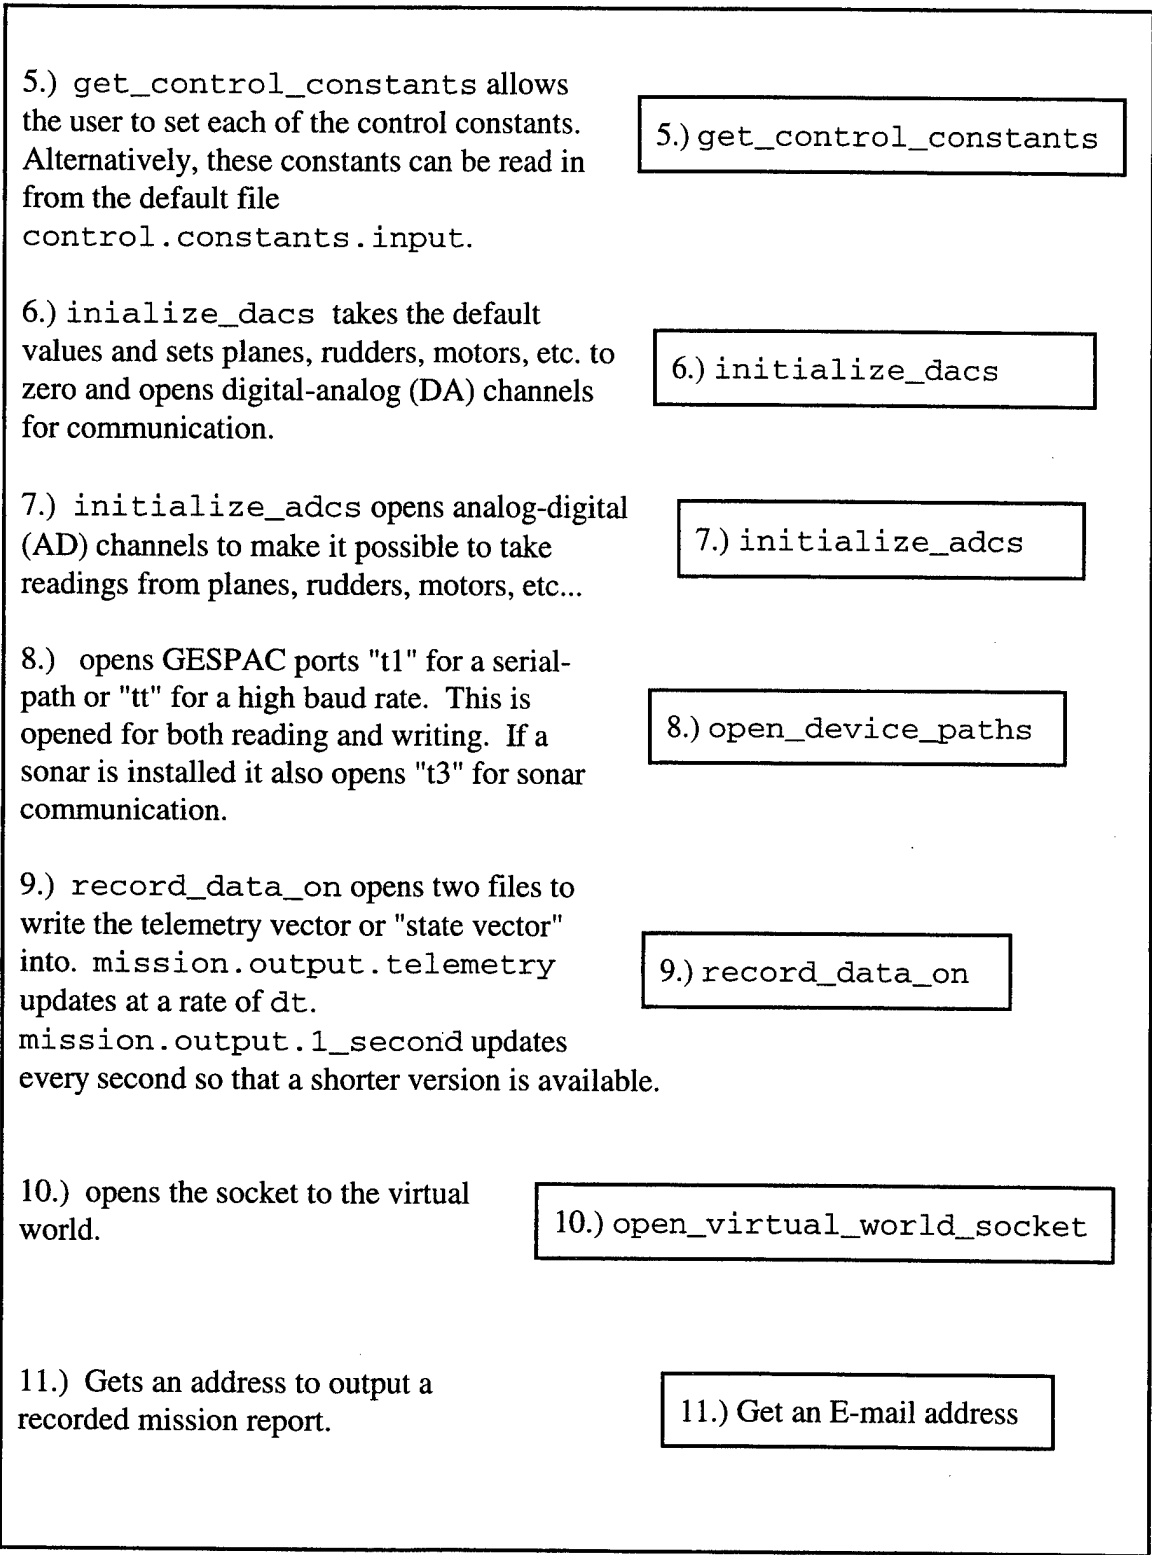 5.) get_control_constants allows
the user to set each of the control constants.
Alternatively, these constants can be read in
from the default file
control.constants.input.
5.) get_control_constants
6.) inialize_dacs takes the default
values and sets planes, rudders, motors, etc. to
zero and opens digital-analog (DA) channels
for communication.
6.) initialize_dacs
7.) initialize_adcs opens analog-digital
(AD) channels to make it possible to take
readings from planes, rudders, motors, etc...
7.) initialize_adcs
8.) opens GESPAC ports "t1" for a serial-
path or "tt" for a high baud rate. This is
opened for both reading and writing. If a
sonar is installed it also opens "t3" for sonar
communication.
8.) open_device_paths
9.) record_data_on opens two files to
write the telemetry vector or "state vector"
into. mission.output.telemetry
updates at a rate of dt.
mission.output.1_second updates
every second so that a shorter version is available.
9.) record_data_on
10.) opens the socket to the virtual
world.
10.) open_virtual_world_socket
11.) Gets an address to output a
recorded mission report.
11.) Get an E-mail address